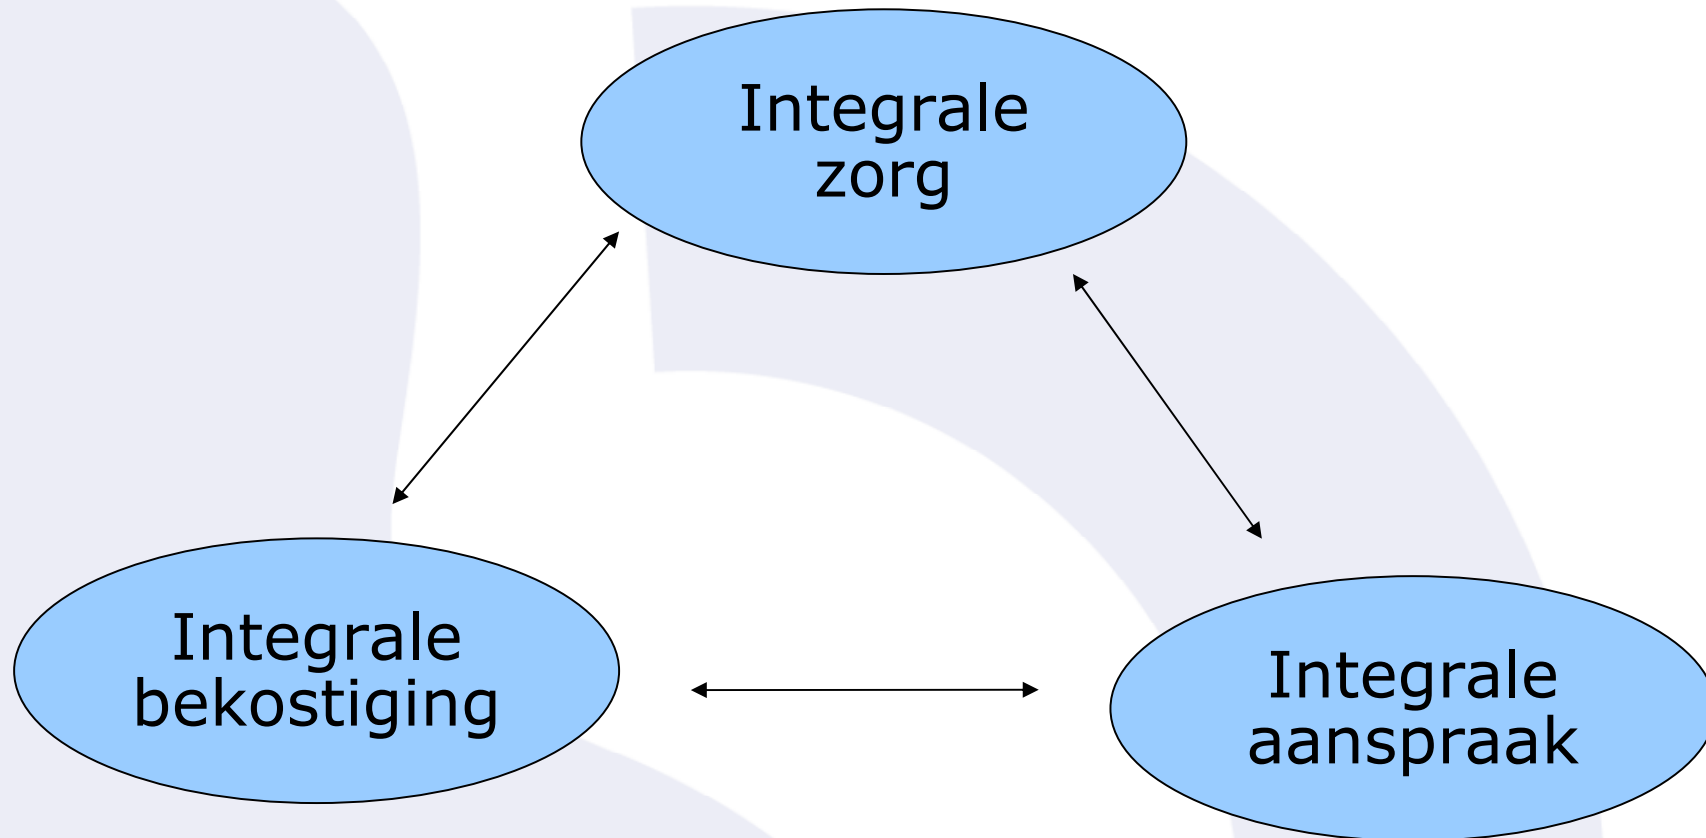 Integrale
zorg
Integrale
bekostiging
Integrale
aanspraak